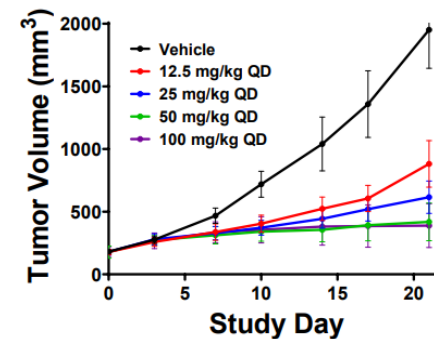 Tumor Volume (mm³)
2000
1500
1000
500
0
Vehicle
12.5 mg/kg QD
25 mg/kg QD
50 mg/kg QD
100 mg/kg QD
0 5 10 15 20
Study Day